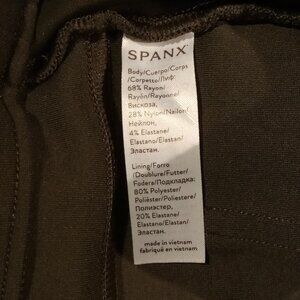 SPANX
Body/Cuerpo/Corps
/Corpetto/Лиф:
68% Rayon/
Rayón/Rayonne/
Вискоза,
28% Nylon/Nailon/
Нейлон,
4% Elastane/
Elastano/Elastan/
Эластан.
Lining/Forro
/Doublure/Futter/
Fodera/Подкладка:
80% Polyester/
Poliéster/Poliestere/
Полиэстер,
20% Elastane/
Elastano/Elastan/
Эластан.
made in vietnam
fabriqué en vietnam